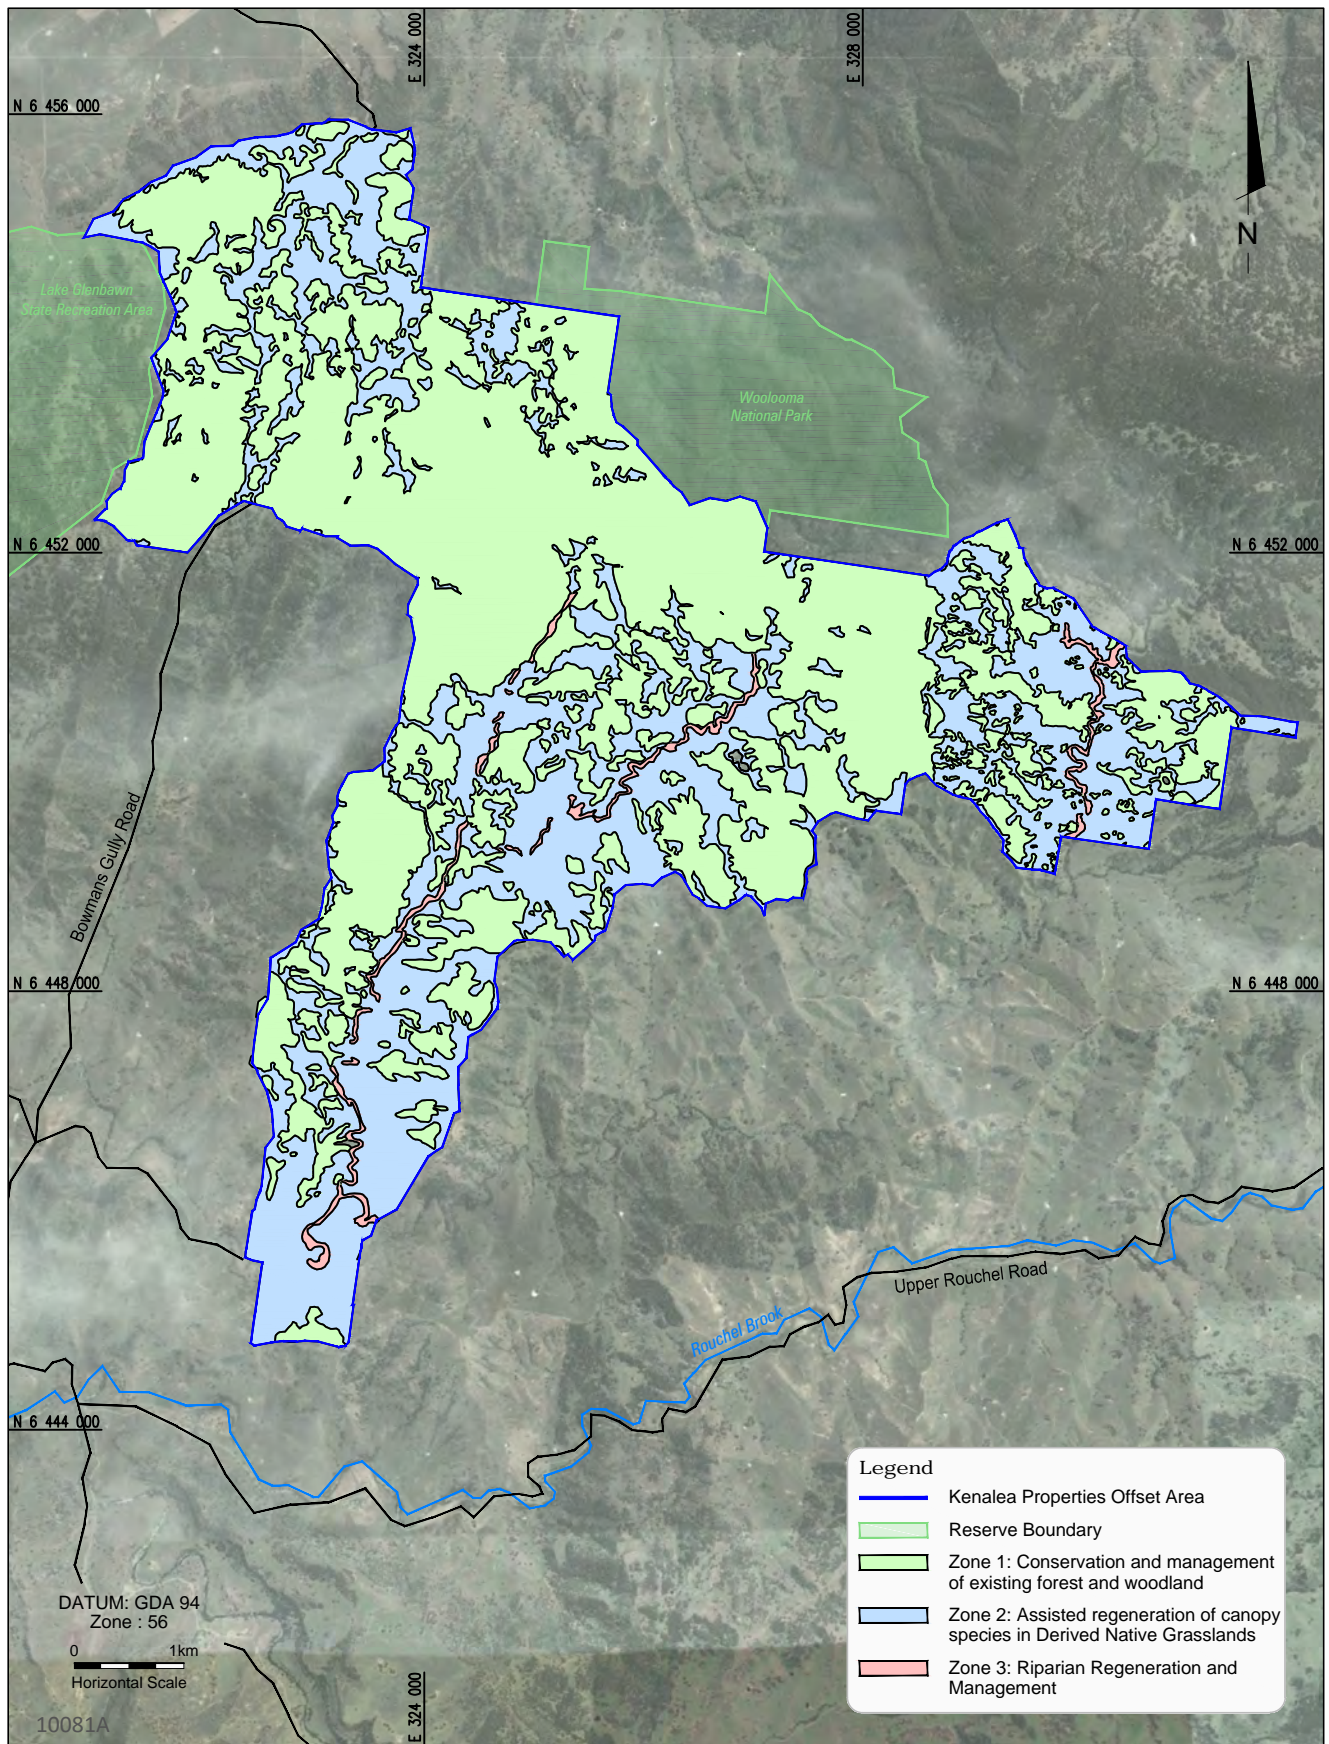 E 324 000
E 328 000
N 6 456 000
N
Lake Glenbawn
State Recreation Area
Woolooma
National Park
N 6 452 000
N 6 452 000
Bowmans Gully Road
N 6 448 000
N 6 448 000
Upper Rouchel Road
Rouchel Brook
N 6 444 000
Legend
Kenalea Properties Offset Area
Reserve Boundary
Zone 1: Conservation and management
of existing forest and woodland
Zone 2: Assisted regeneration of canopy
species in Derived Native Grasslands
Zone 3: Riparian Regeneration and
Management
DATUM: GDA 94
Zone : 56
0 1km
Horizontal Scale
E 324 000
10081A